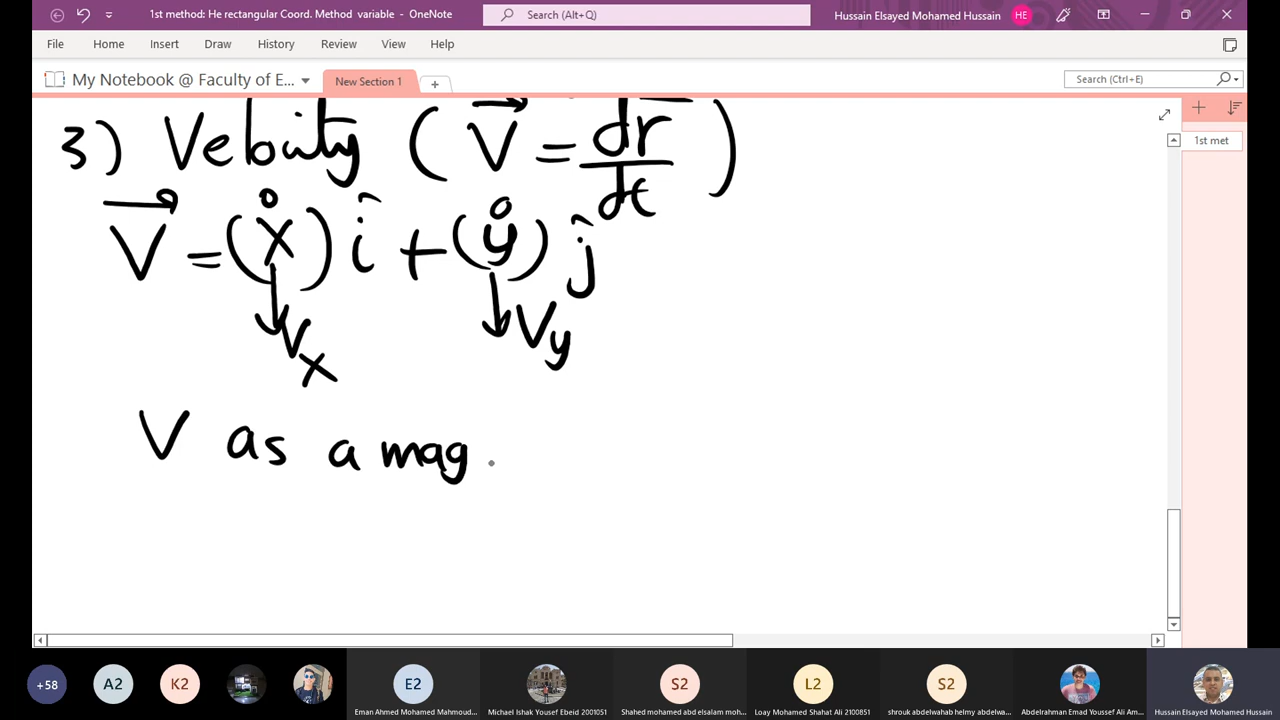 1st method: He rectangular Coord. Method variable - OneNote
Search (Alt+Q)
Hussain Elsayed Mohamed Hussain
HE
File Home Insert Draw History Review View Help
My Notebook @ Faculty of E...
New Section 1
Search (Ctrl+E)
1st met
3) Velocity ( V = dr/dt )
V = (ẋ) î + (ẏ) ĵ
Vx Vy
V as a mag
+58 A2 K2 E2 S2 L2 S2
Eman Ahmed Mohamed Mahmoud...
Michael Ishak Yousef Ebeid 2001051
Shahed mohamed abd elsalam moh...
Loay Mohamed Shahat Ali 2100851
shrouk abdelwahab helmy abdelwa...
Abdelrahman Emad Youssef Ali Am...
Hussain Elsayed Mohamed Hussain